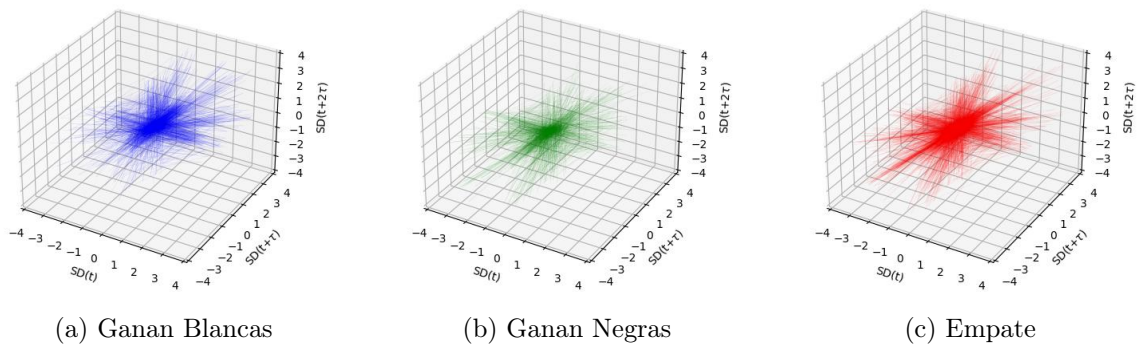 4
3
2
1
0
−1
−2
−3
−4
SD(t+2τ)
−4 −3 −2 −1 0 1 2 3 4
SD(t)
−4 −3 −2 −1 0 1 2 3 4
SD(t+τ)
4
3
2
1
0
−1
−2
−3
−4
SD(t+2τ)
−4 −3 −2 −1 0 1 2 3 4
SD(t)
−4 −3 −2 −1 0 1 2 3 4
SD(t+τ)
4
3
2
1
0
−1
−2
−3
−4
SD(t+2τ)
−4 −3 −2 −1 0 1 2 3 4
SD(t)
−4 −3 −2 −1 0 1 2 3 4
SD(t+τ)
(a) Ganan Blancas
(b) Ganan Negras
(c) Empate